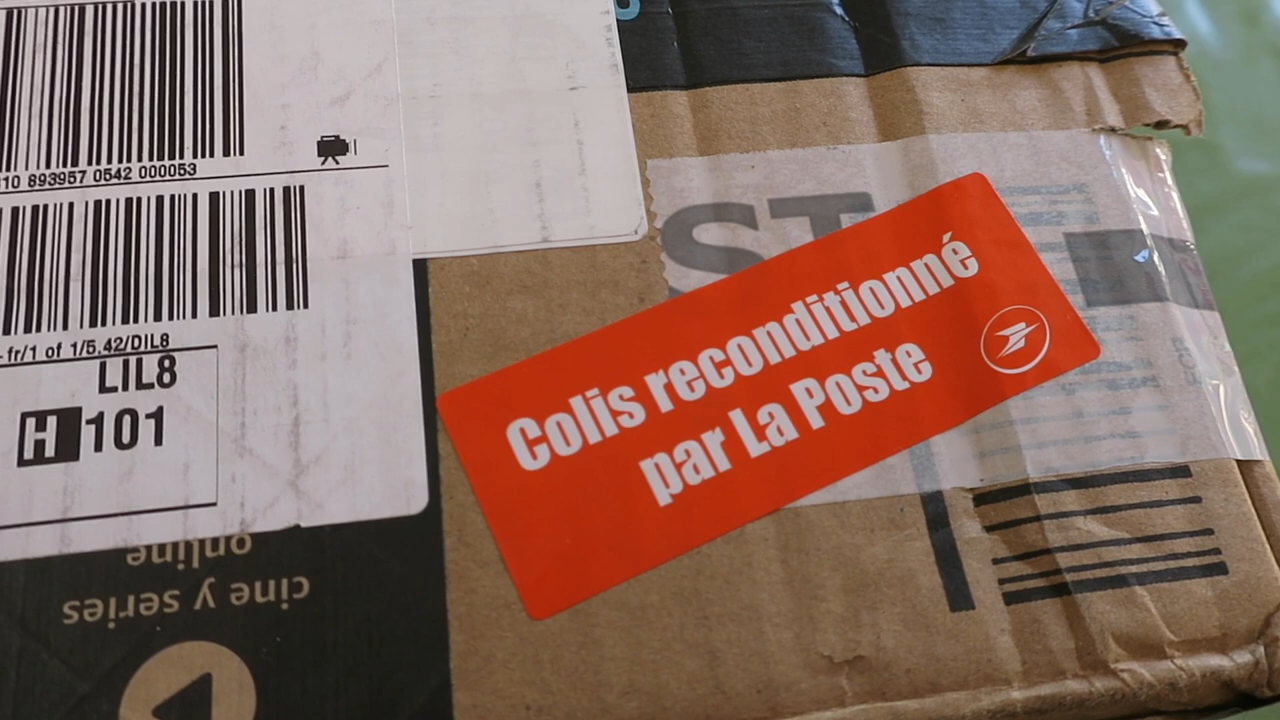 10 893957 0542 000053
-fr/1 of 1/5.42/DIL8
LIL8
H 101
ST
Colis reconditionné
par La Poste
cine y series
online